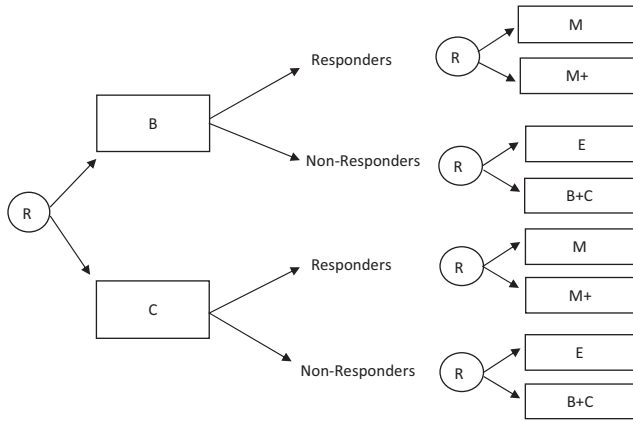 M
Responders
R
M+
B
E
Non-Responders
R
B+C
R
M
Responders
R
M+
C
E
Non-Responders
R
B+C